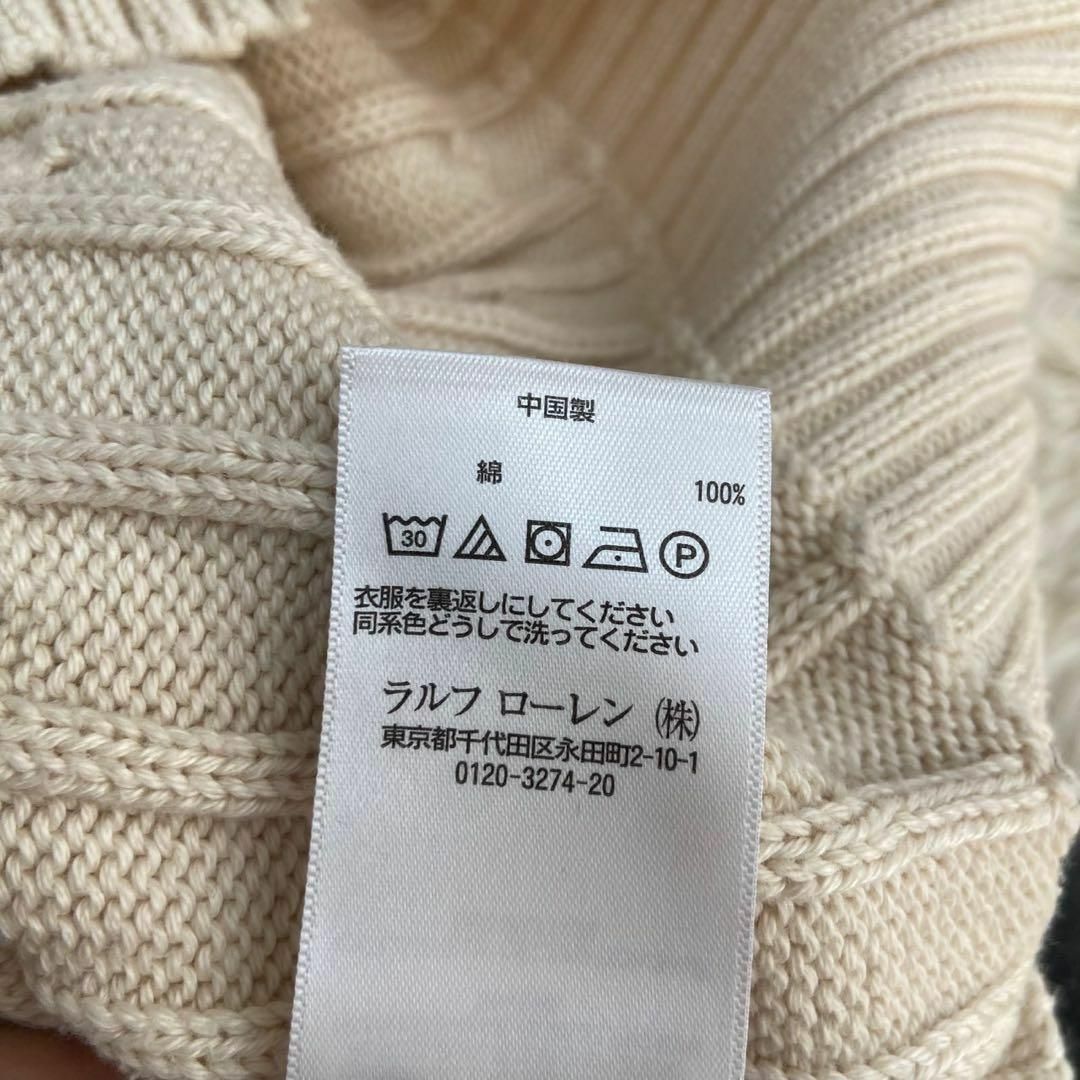 中国製
綿 100%
30 P
衣服を裏返しにしてください
同系色どうしで洗ってください
ラルフ ローレン (株)
東京都千代田区永田町2-10-1
0120-3274-20